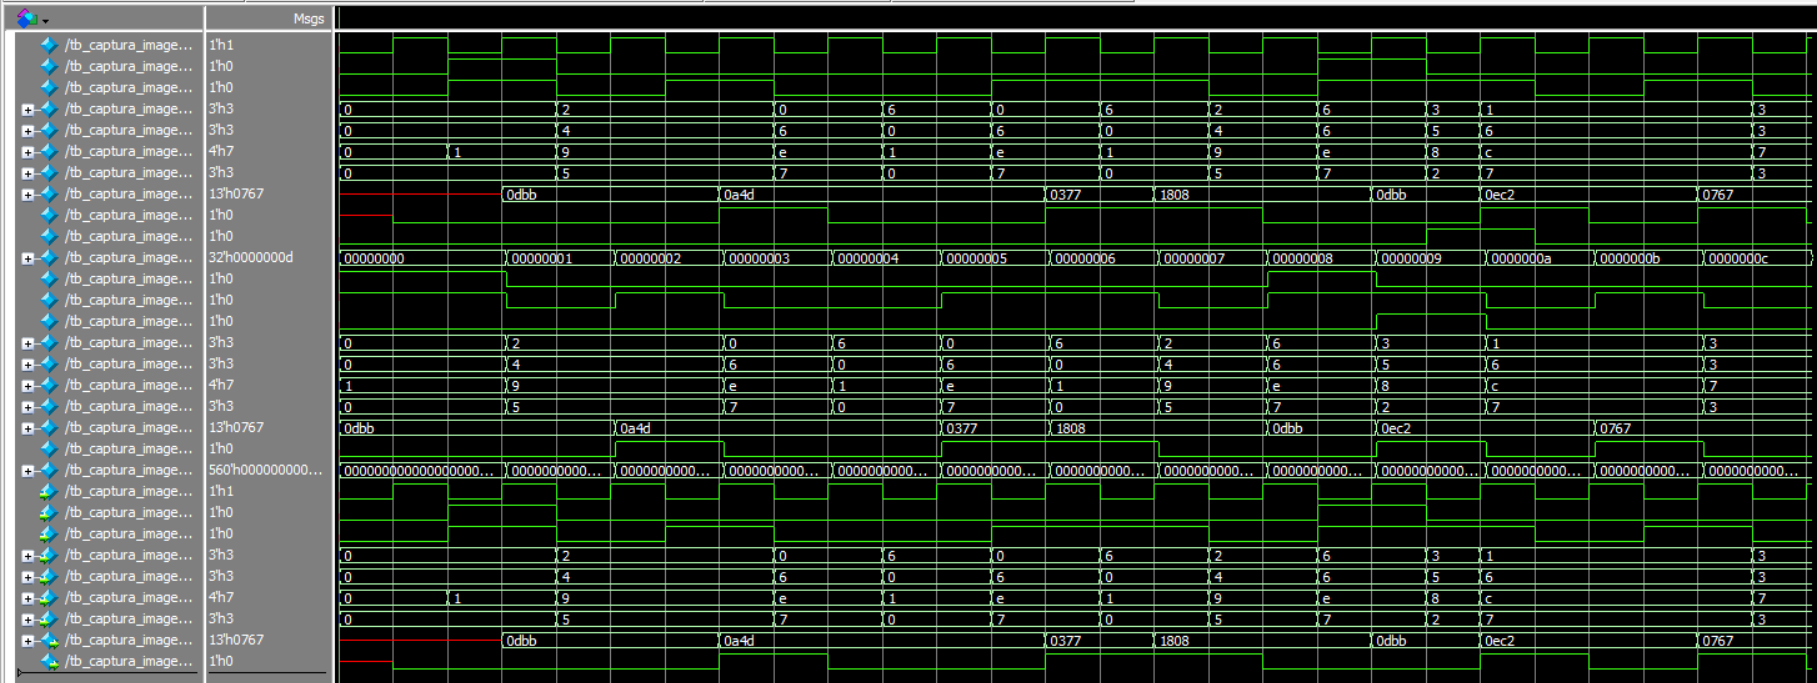 Msgs
/tb_captura_image... 1'h1
/tb_captura_image... 1'h0
/tb_captura_image... 1'h0
/tb_captura_image... 3'h3 0 2 0 6 0 6 2 6 3 1 3
/tb_captura_image... 3'h3 0 4 6 0 6 0 4 6 5 6 3
/tb_captura_image... 4'h7 0 1 9 e 1 e 1 9 e 8 c 7
/tb_captura_image... 3'h3 0 5 7 0 7 0 5 7 2 7 3
/tb_captura_image... 13'h0767 0dbb 0a4d 0377 1808 0dbb 0ec2 0767
/tb_captura_image... 1'h0
/tb_captura_image... 1'h0
/tb_captura_image... 32'h0000000d 00000000 00000001 00000002 00000003 00000004 00000005 00000006 00000007 00000008 00000009 0000000a 0000000b 0000000c
/tb_captura_image... 1'h0
/tb_captura_image... 1'h0
/tb_captura_image... 1'h0
/tb_captura_image... 3'h3 0 2 0 6 0 6 2 6 3 1 3
/tb_captura_image... 3'h3 0 4 6 0 6 0 4 6 5 6 3
/tb_captura_image... 4'h7 1 9 e 1 e 1 9 e 8 c 7
/tb_captura_image... 3'h3 0 5 7 0 7 0 5 7 2 7 3
/tb_captura_image... 13'h0767 0dbb 0a4d 0377 1808 0dbb 0ec2 0767
/tb_captura_image... 1'h0
/tb_captura_image... 560'h000000000... 0000000000000000000... 0000000000... 0000000000... 0000000000... 0000000000... 0000000000... 0000000000... 0000000000... 0000000000... 0000000000... 0000000000... 0000000000... 0000000000...
/tb_captura_image... 1'h1
/tb_captura_image... 1'h0
/tb_captura_image... 1'h0
/tb_captura_image... 3'h3 0 2 0 6 0 6 2 6 3 1 3
/tb_captura_image... 3'h3 0 4 6 0 6 0 4 6 5 6 3
/tb_captura_image... 4'h7 0 1 9 e 1 e 1 9 e 8 c 7
/tb_captura_image... 3'h3 0 5 7 0 7 0 5 7 2 7 3
/tb_captura_image... 13'h0767 0dbb 0a4d 0377 1808 0dbb 0ec2 0767
/tb_captura_image... 1'h0